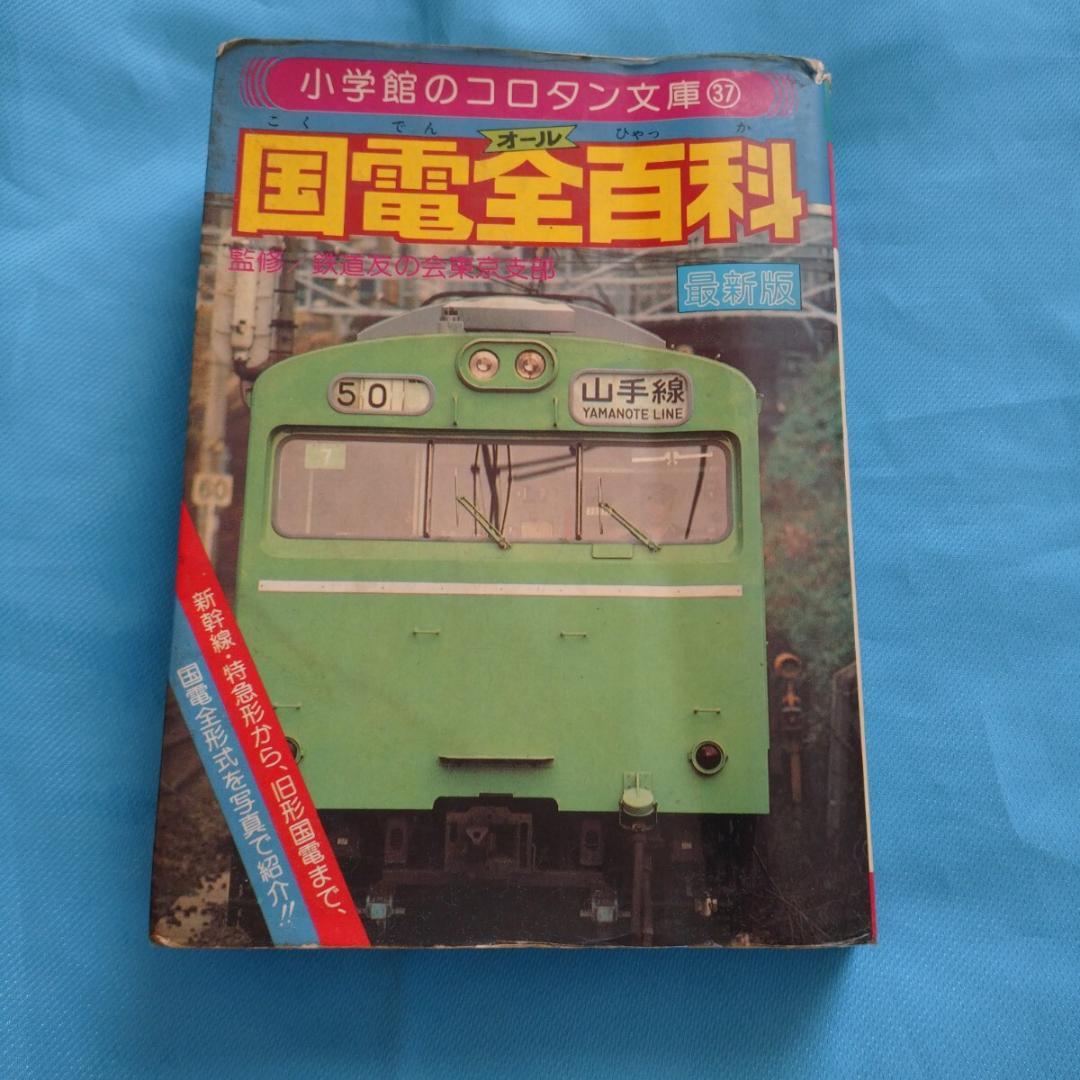 小学館のコロタン文庫㊲
こくでん オール ひゃっか
国電全百科
監修/鉄道友の会東京支部
最新版
50
山手線
YAMANOTE LINE
7
60
新幹線・特急形から、旧形国電まで、
国電全形式を写真で紹介!!